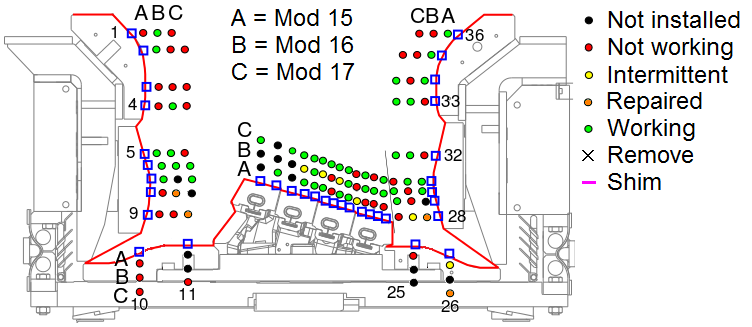 A B C
A = Mod 15
B = Mod 16
C = Mod 17
C B A
1
36
4
33
5
32
C
B
A
9
28
A
B
C
10
11
25
26
Not installed
Not working
Intermittent
Repaired
Working
Remove
Shim